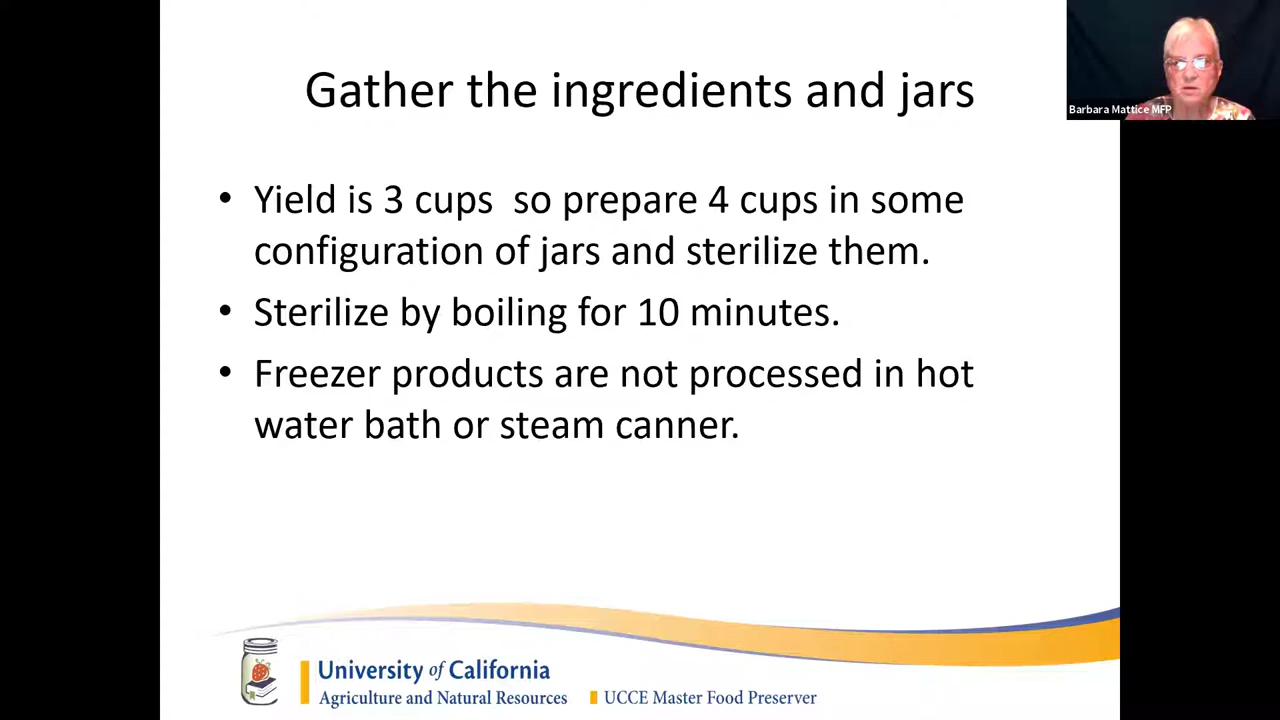 Gather the ingredients and jars
Barbara Mattice MFP
• Yield is 3 cups  so prepare 4 cups in some
configuration of jars and sterilize them.
• Sterilize by boiling for 10 minutes.
• Freezer products are not processed in hot
water bath or steam canner.
University of California
Agriculture and Natural Resources
UCCE Master Food Preserver